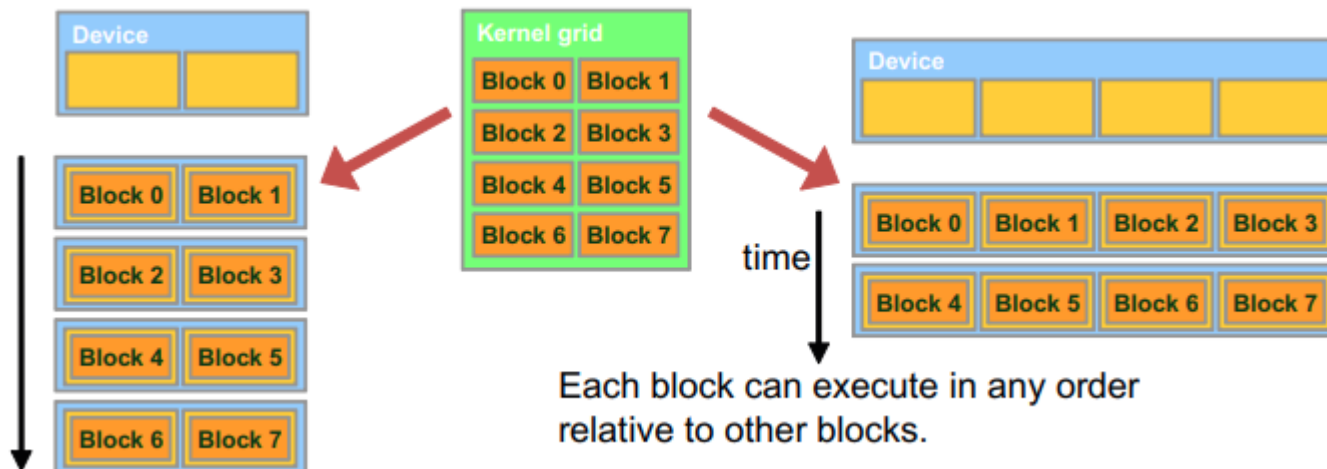 Device
Block 0 Block 1
Block 2 Block 3
Block 4 Block 5
Block 6 Block 7
Kernel grid
Block 0 Block 1
Block 2 Block 3
Block 4 Block 5
Block 6 Block 7
Device
time
Block 0 Block 1 Block 2 Block 3
Block 4 Block 5 Block 6 Block 7
Each block can execute in any order
relative to other blocks.